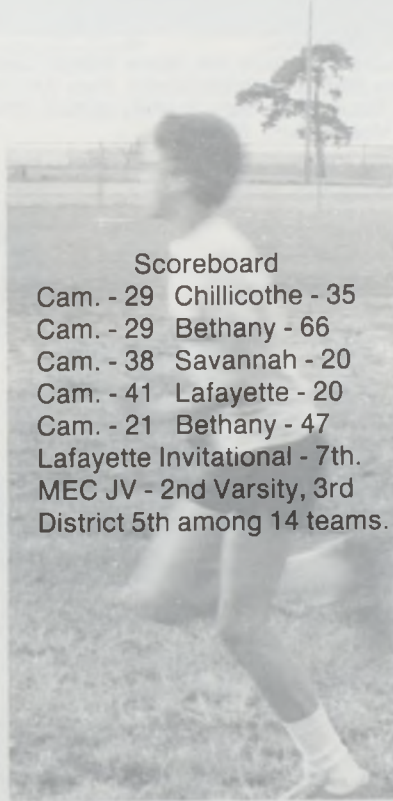 Scoreboard
Cam. - 29 Chillicothe - 35
Cam. - 29 Bethany - 66
Cam. - 38 Savannah - 20
Cam. - 41 Lafayette - 20
Cam. - 21 Bethany - 47
Lafayette Invitational - 7th.
MEC JV - 2nd Varsity, 3rd
District 5th among 14 teams.